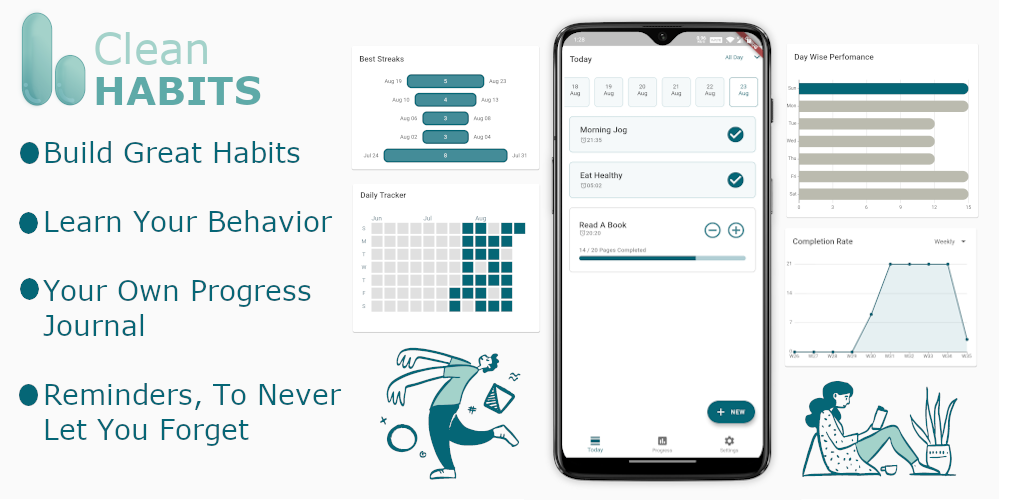 Clean
HABITS
Build Great Habits
Learn Your Behavior
Your Own Progress
Journal
Reminders, To Never
Let You Forget
Best Streaks
Aug 19 5 Aug 23
Aug 10 4 Aug 13
Aug 06 3 Aug 08
Aug 02 3 Aug 04
Jul 24 8 Jul 31
Daily Tracker
Jun Jul Aug
S
M
T
W
T
F
S
Today All Day
18 19 20 21 22 23
Aug Aug Aug Aug Aug Aug
Morning Jog
21:35
Eat Healthy
05:02
Read A Book
20:30
14 / 20 Pages Completed
+ NEW
Today Progress Settings
Day Wise Perfomance
Sun
Mon
Tue
Wed
Thu
Fri
Sat
0 3 6 9 12 15
Completion Rate Weekly
21
14
7
0
W26 W27 W28 W29 W30 W31 W32 W33 W34 W35